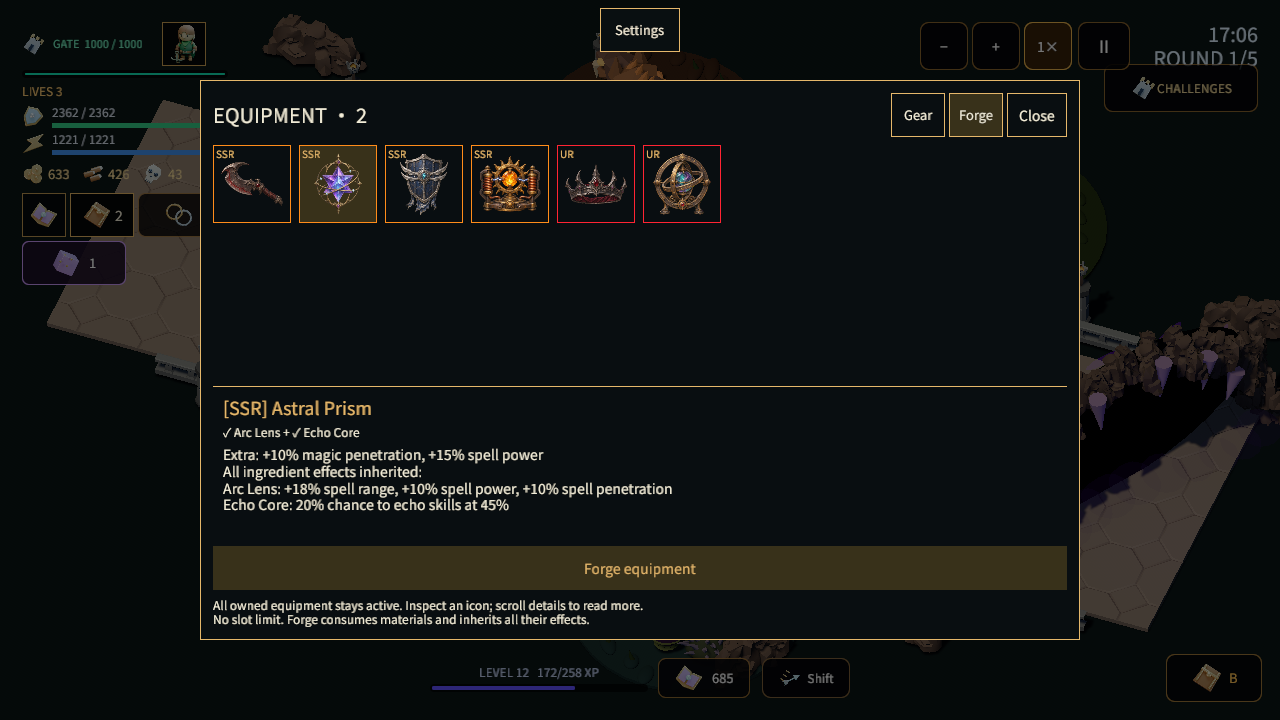 Settings
GATE 1000 / 1000
− + 1× II
17:06
ROUND 1/5
CHALLENGES
LIVES 3
2362 / 2362
1221 / 1221
633 426 43
2
1
EQUIPMENT • 2
Gear Forge Close
SSR SSR SSR SSR UR UR
[SSR] Astral Prism
✓ Arc Lens + ✓ Echo Core
Extra: +10% magic penetration, +15% spell power
All ingredient effects inherited:
Arc Lens: +18% spell range, +10% spell power, +10% spell penetration
Echo Core: 20% chance to echo skills at 45%
Forge equipment
All owned equipment stays active. Inspect an icon; scroll details to read more.
No slot limit. Forge consumes materials and inherits all their effects.
LEVEL 12 172/258 XP
685
Shift
B